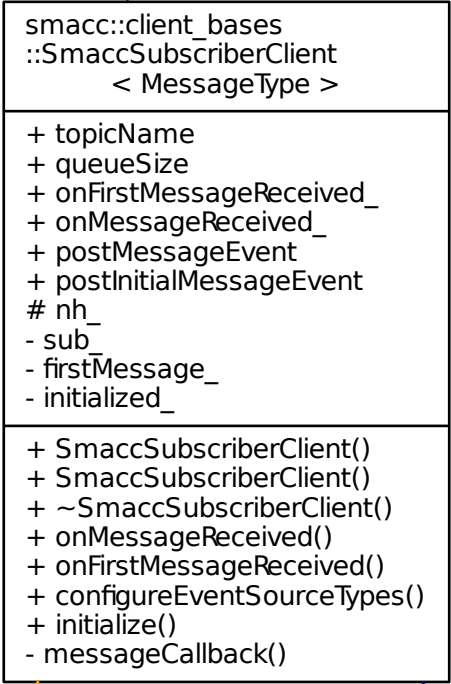 smacc::client_bases
::SmaccSubscriberClient
< MessageType >
+ topicName
+ queueSize
+ onFirstMessageReceived_
+ onMessageReceived_
+ postMessageEvent
+ postInitialMessageEvent
# nh_
- sub_
- firstMessage_
- initialized_
+ SmaccSubscriberClient()
+ SmaccSubscriberClient()
+ ~SmaccSubscriberClient()
+ onMessageReceived()
+ onFirstMessageReceived()
+ configureEventSourceTypes()
+ initialize()
- messageCallback()